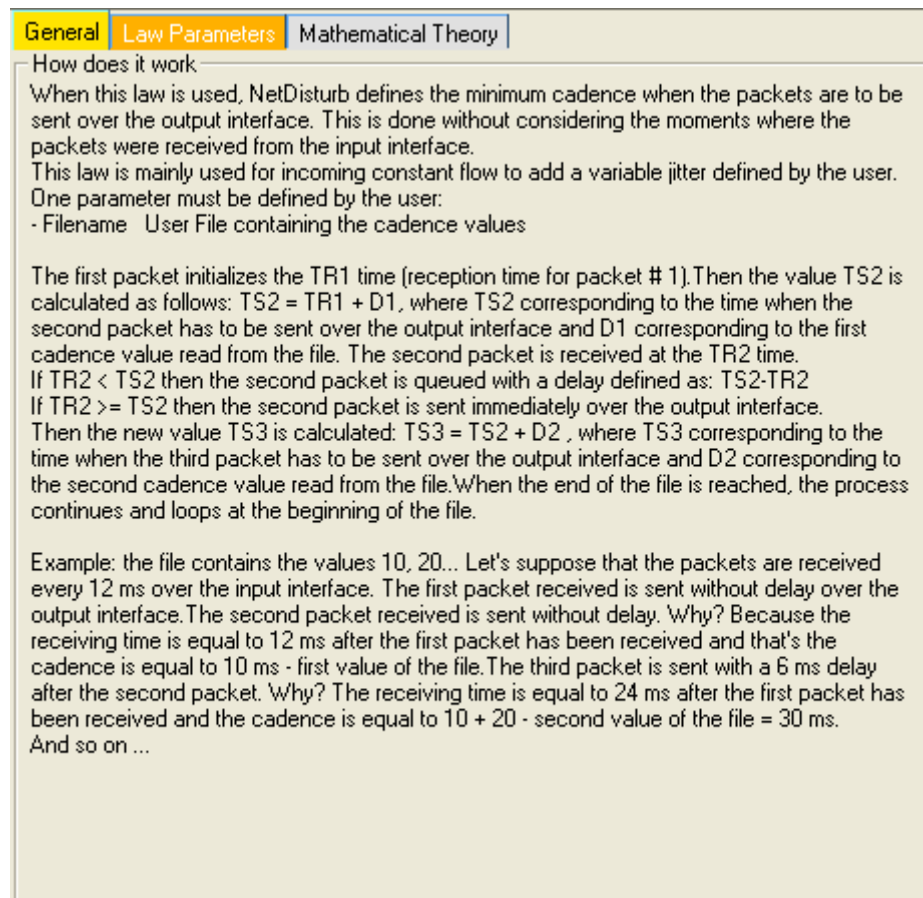 General Law Parameters Mathematical Theory
How does it work
When this law is used, NetDisturb defines the minimum cadence when the packets are to be
sent over the output interface. This is done without considering the moments where the
packets were received from the input interface.
This law is mainly used for incoming constant flow to add a variable jitter defined by the user.
One parameter must be defined by the user:
- Filename   User File containing the cadence values
The first packet initializes the TR1 time (reception time for packet # 1).Then the value TS2 is
calculated as follows: TS2 = TR1 + D1, where TS2 corresponding to the time when the
second packet has to be sent over the output interface and D1 corresponding to the first
cadence value read from the file. The second packet is received at the TR2 time.
If TR2 < TS2 then the second packet is queued with a delay defined as: TS2-TR2
If TR2 >= TS2 then the second packet is sent immediately over the output interface.
Then the new value TS3 is calculated: TS3 = TS2 + D2 , where TS3 corresponding to the
time when the third packet has to be sent over the output interface and D2 corresponding to
the second cadence value read from the file.When the end of the file is reached, the process
continues and loops at the beginning of the file.
Example: the file contains the values 10, 20... Let's suppose that the packets are received
every 12 ms over the input interface. The first packet received is sent without delay over the
output interface.The second packet received is sent without delay. Why? Because the
receiving time is equal to 12 ms after the first packet has been received and that's the
cadence is equal to 10 ms - first value of the file.The third packet is sent with a 6 ms delay
after the second packet. Why? The receiving time is equal to 24 ms after the first packet has
been received and the cadence is equal to 10 + 20 - second value of the file = 30 ms.
And so on ...